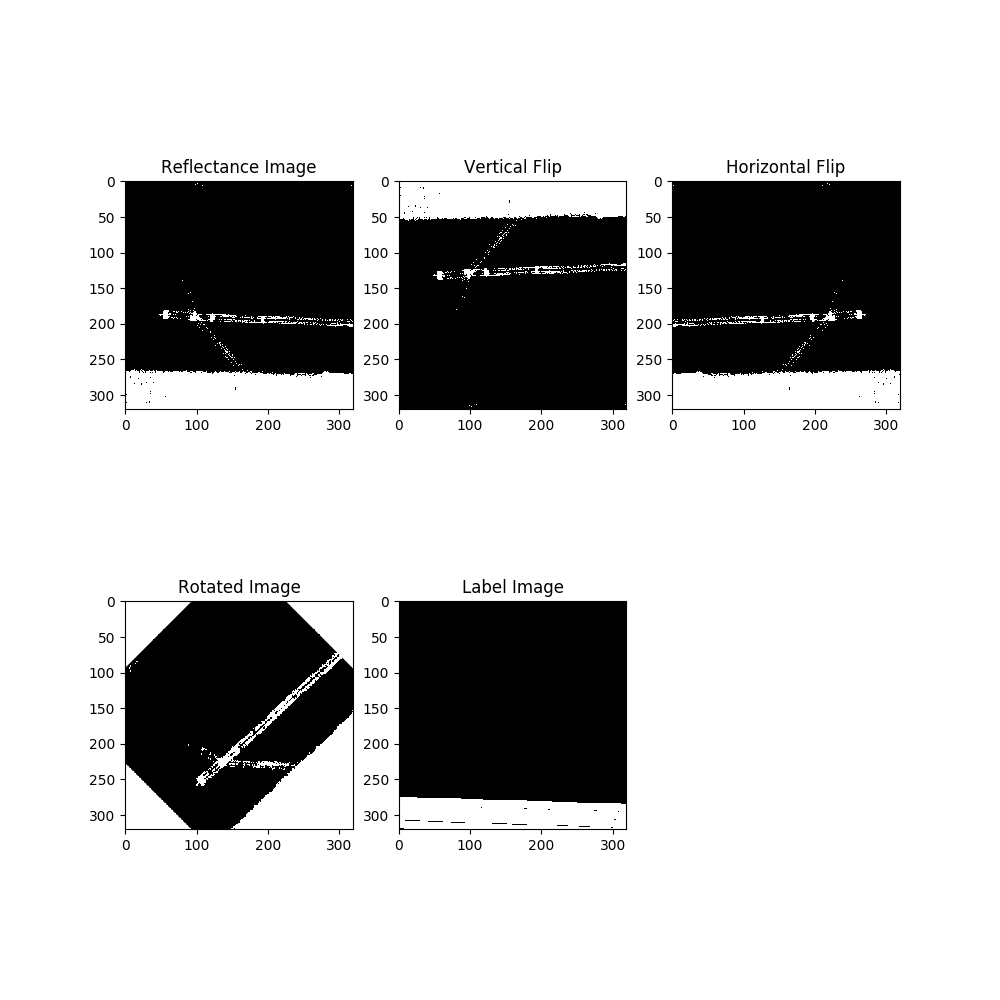 Reflectance Image Vertical Flip Horizontal Flip
0 0 0
50 50 50
100 100 100
150 150 150
200 200 200
250 250 250
300 300 300
0 100 200 300 0 100 200 300 0 100 200 300
Rotated Image Label Image
0 0
50 50
100 100
150 150
200 200
250 250
300 300
0 100 200 300 0 100 200 300